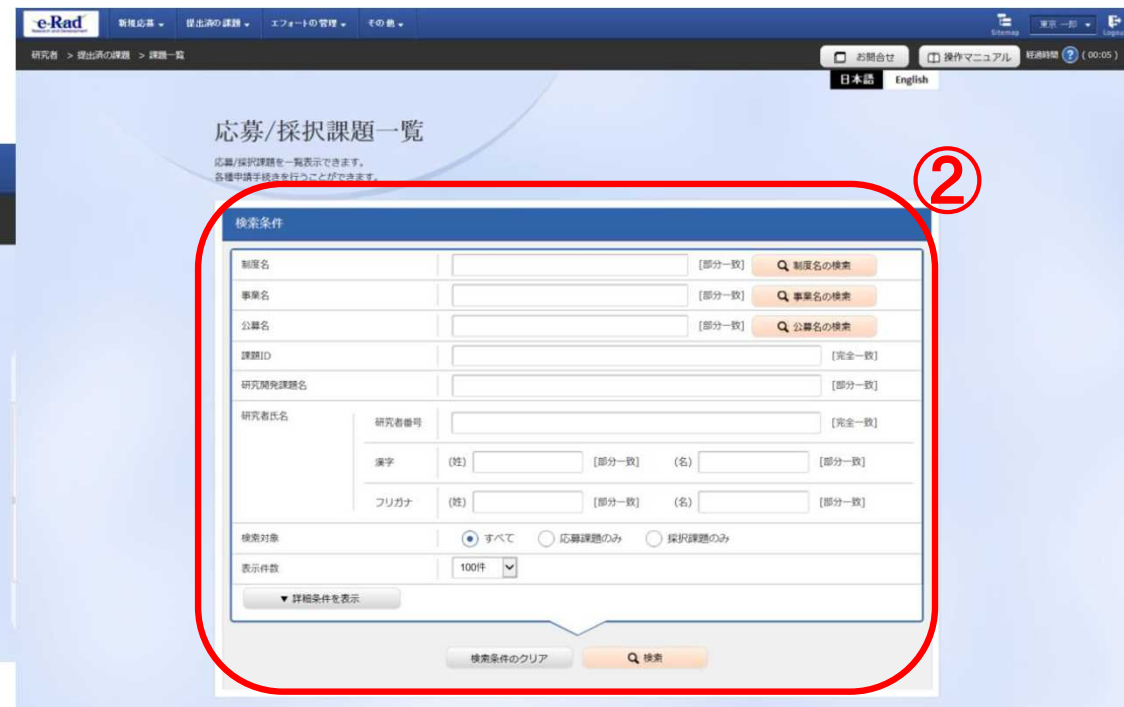 e-Rad 新規応募 提出済の課題 エフォートの管理 その他 Sitemap 東京 一郎 Logout
研究者 > 提出済の課題 > 課題一覧 お問合せ 操作マニュアル 経過時間 ? (00:05)
日本語 English
応募/採択課題一覧
応募/採択課題を一覧表示できます。
各種申請手続きを行うことができます。
②
検索条件
制度名 [部分一致] 制度名の検索
事業名 [部分一致] 事業名の検索
公募名 [部分一致] 公募名の検索
課題ID [完全一致]
研究開発課題名 [部分一致]
研究者氏名 研究者番号 [完全一致]
漢字 (姓) [部分一致] (名) [部分一致]
フリガナ (姓) [部分一致] (名) [部分一致]
検索対象 すべて 応募課題のみ 採択課題のみ
表示件数 100件
▼ 詳細条件を表示
検索条件のクリア 検索